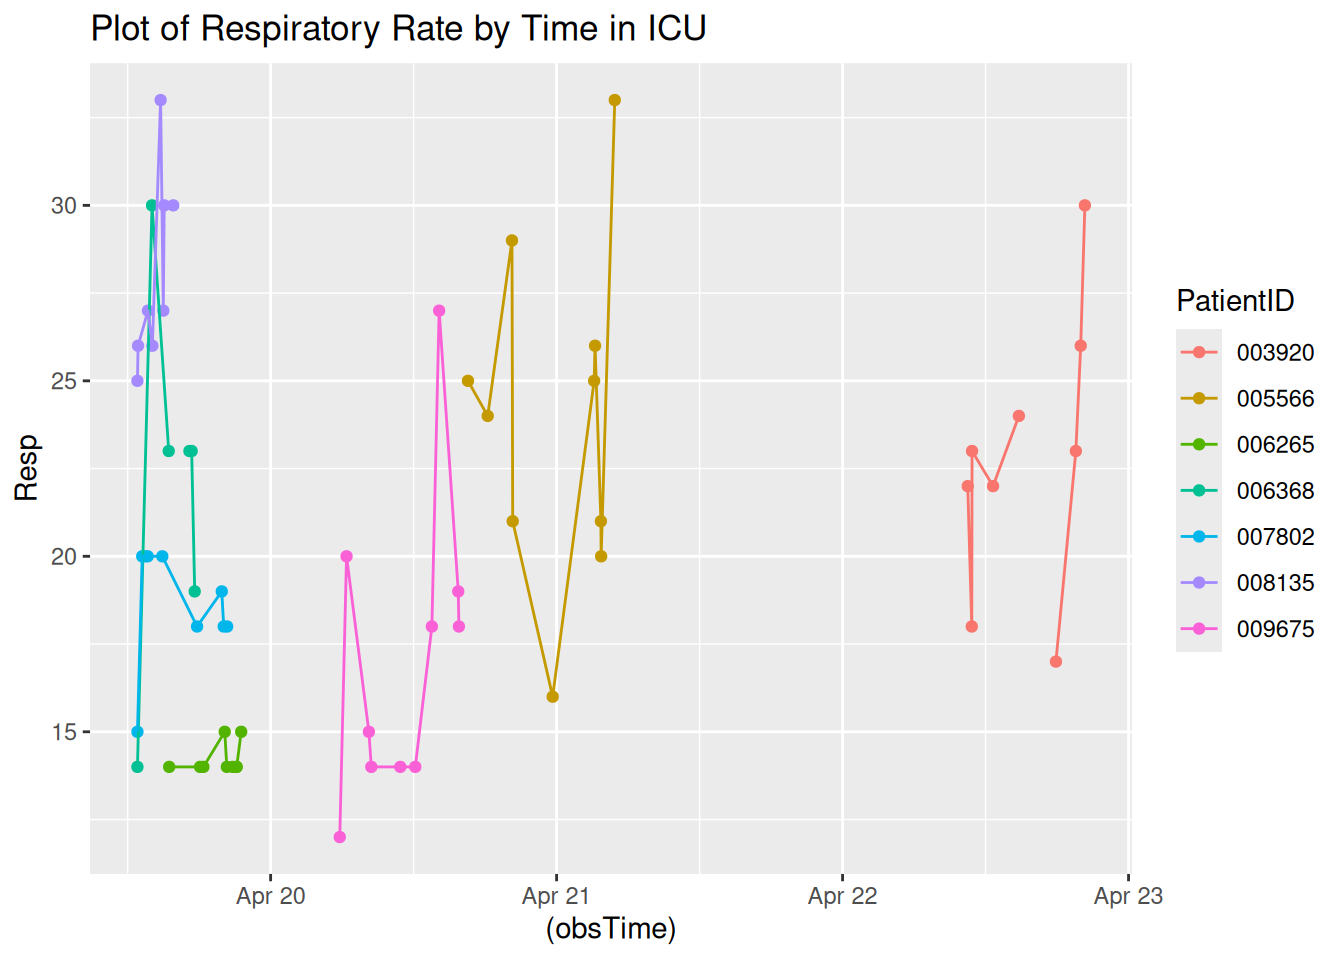 Plot of Respiratory Rate by Time in ICU
Resp
30
25
20
15
Apr 20
Apr 21
Apr 22
Apr 23
(obsTime)
PatientID
003920
005566
006265
006368
007802
008135
009675